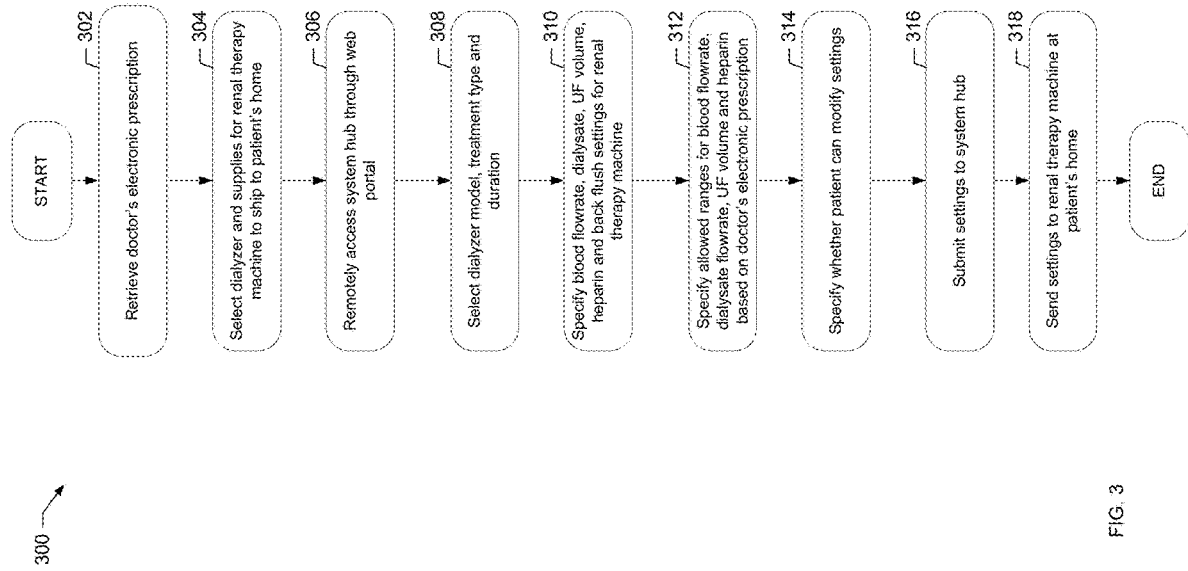 300
START
302
Retrieve doctor's electronic prescription
304
Select dialyzer and supplies for renal therapy
machine to ship to patient's home
306
Remotely access system hub through web
portal
308
Select dialyzer model, treatment type and
duration
310
Specify blood flowrate, dialysate, UF volume,
heparin and back flush settings for renal
therapy machine
312
Specify allowed ranges for blood flowrate,
dialysate flowrate, UF volume and heparin
based on doctor's electronic prescription
314
Specify whether patient can modify settings
316
Submit settings to system hub
318
Send settings to renal therapy machine at
patient's home
END
FIG. 3